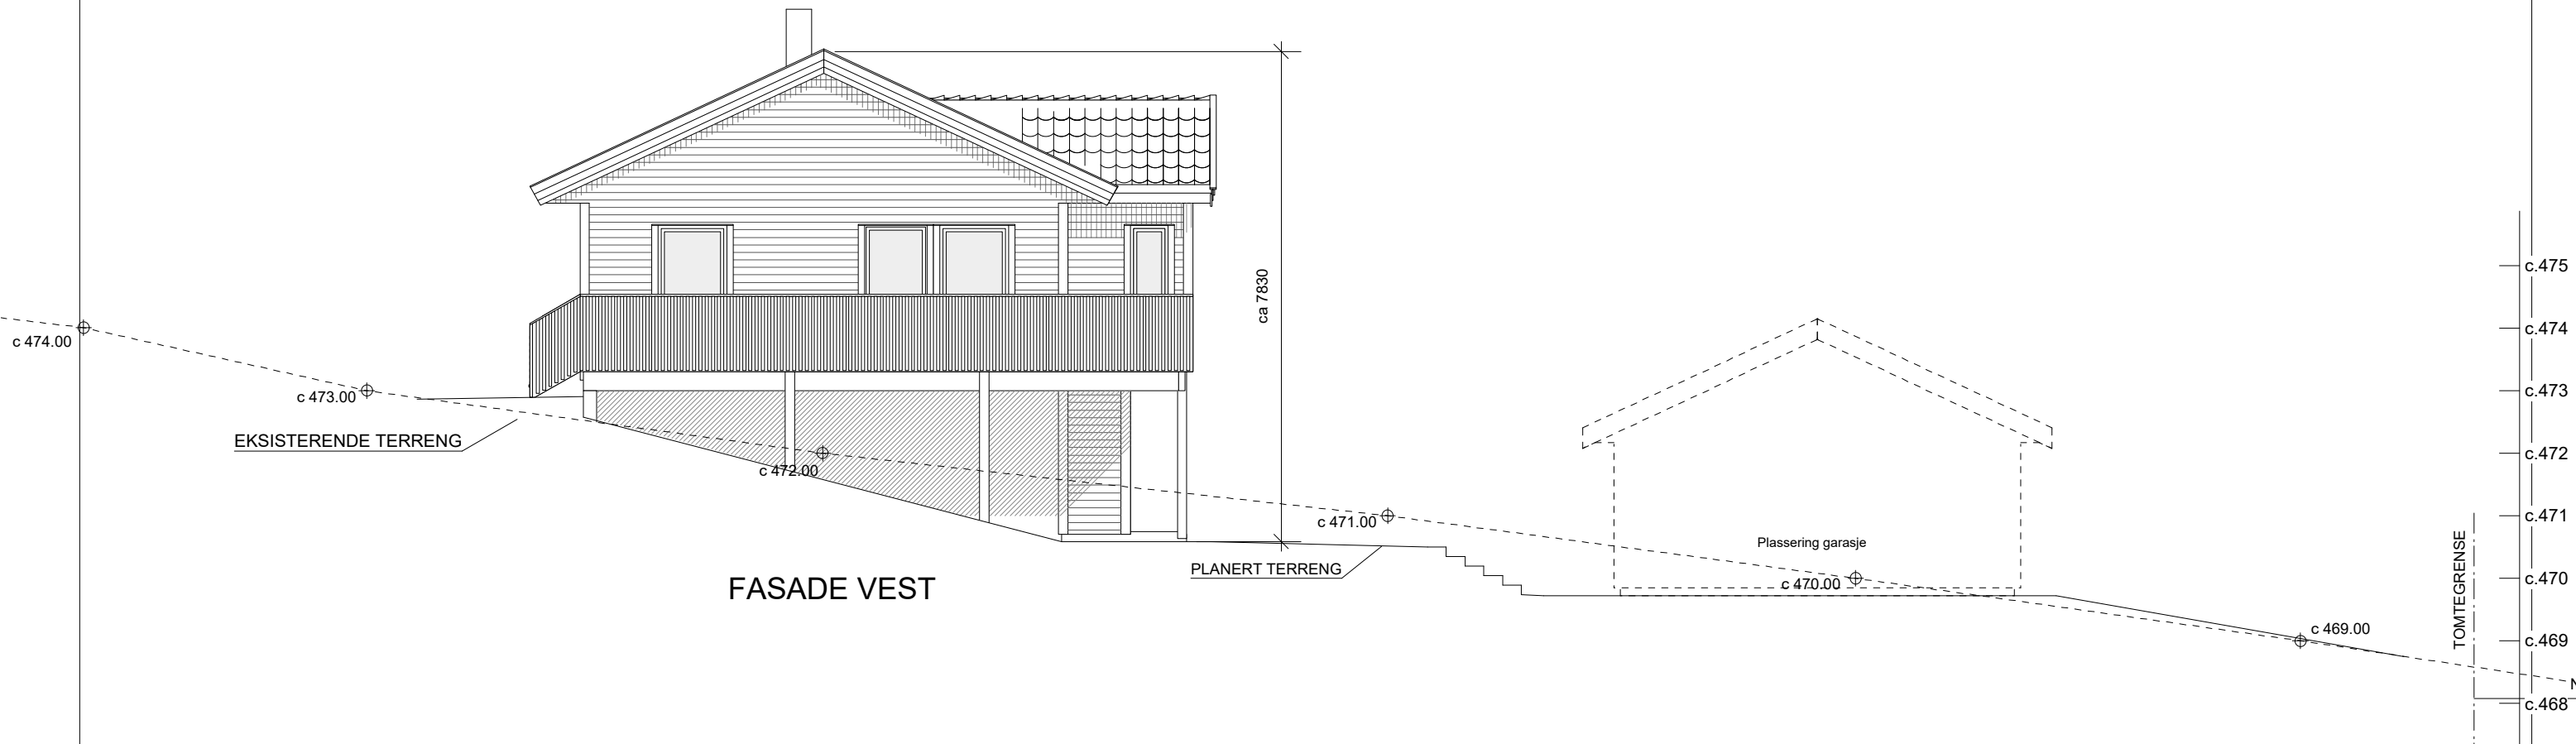 c 474.00
c 473.00
EKSISTERENDE TERRENG
c 472.00
ca 7830
c 471.00
PLANERT TERRENG
FASADE VEST
Plassering garasje
c 470.00
c 469.00
TOMTEGRENSE
c.475
c.474
c.473
c.472
c.471
c.470
c.469
c.468